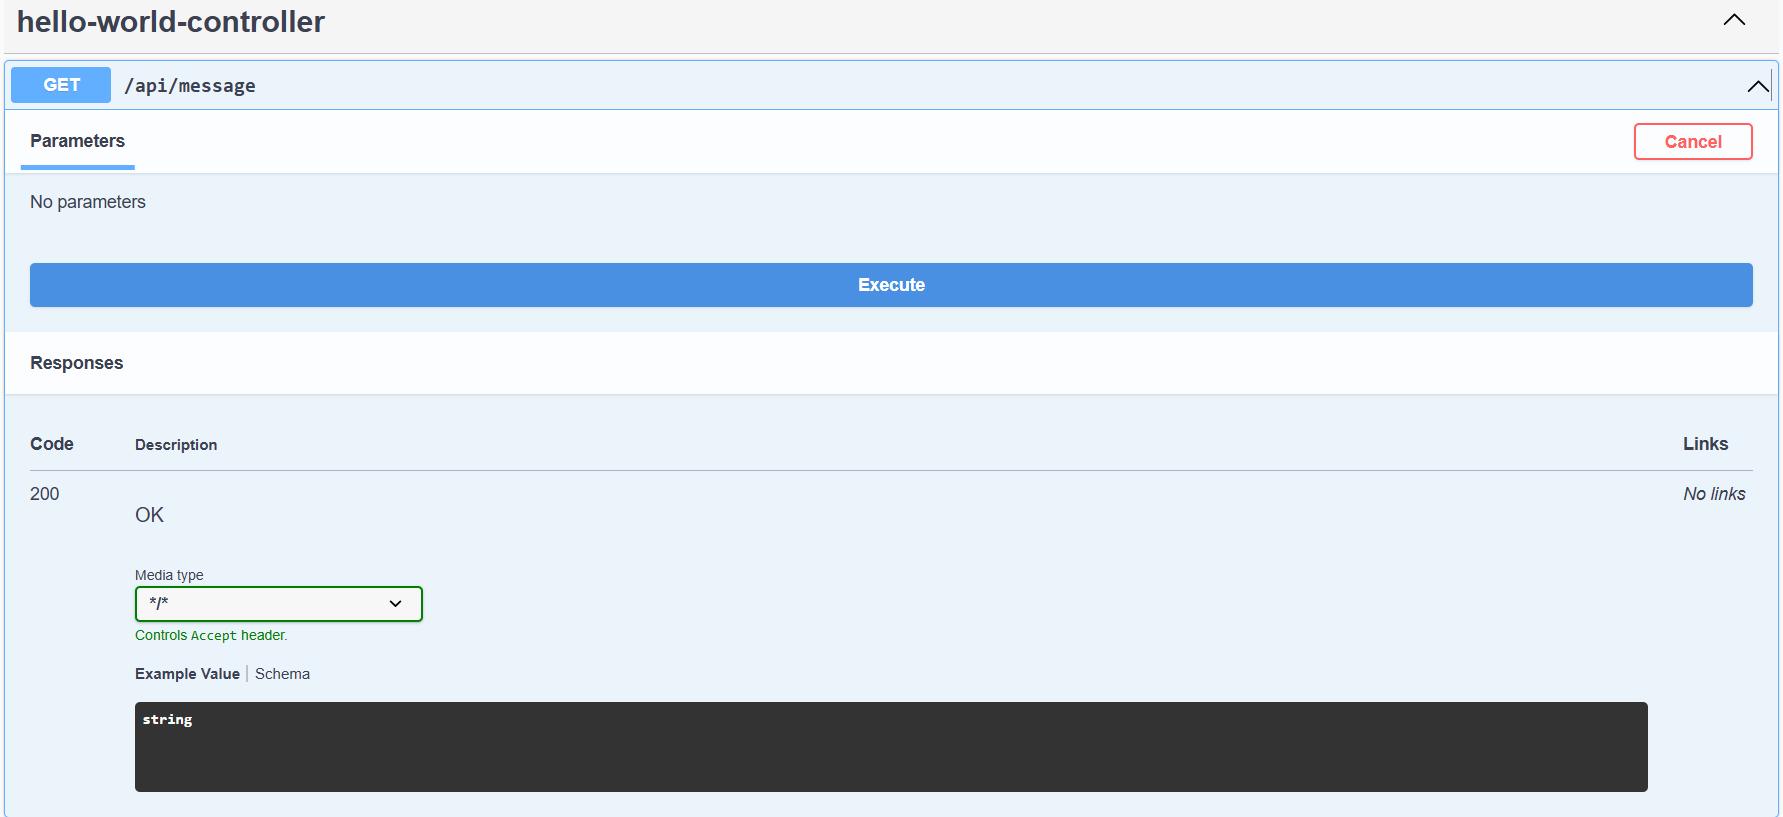 hello-world-controller
GET /api/message
Parameters Cancel
No parameters
Execute
Responses
Code Description Links
200 No links
OK
Media type
*/*
Controls Accept header.
Example Value Schema
string